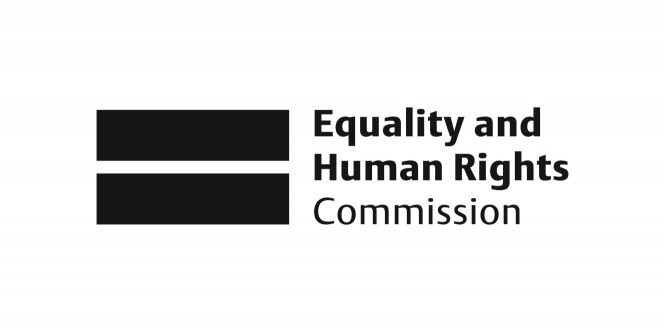 Equality and
Human Rights
Commission